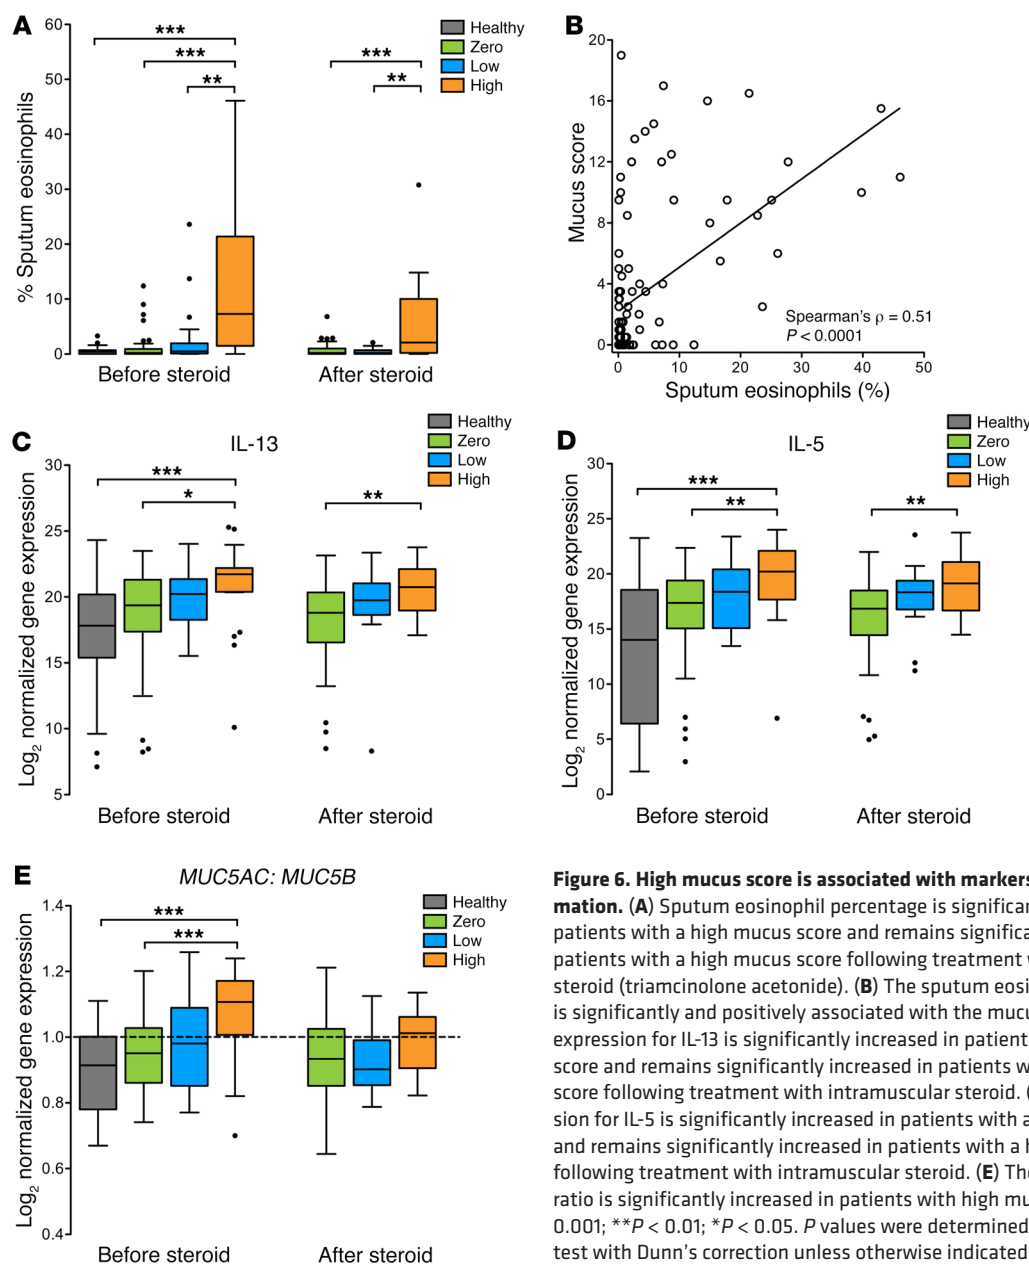 A
60
50
40
30
20
10
0
% Sputum eosinophils
***
***
**
***
**
Healthy
Zero
Low
High
Before steroid
After steroid
B
20
16
12
8
4
0
Mucus score
0
10
20
30
40
50
Sputum eosinophils (%)
Spearman's ρ = 0.51
P < 0.0001
C
IL-13
Healthy
Zero
Low
High
30
25
20
15
10
5
Log2 normalized gene expression
***
*
**
Before steroid
After steroid
D
IL-5
Healthy
Zero
Low
High
30
25
20
15
10
5
0
Log2 normalized gene expression
***
**
**
Before steroid
After steroid
E
MUC5AC: MUC5B
Healthy
Zero
Low
High
1.4
1.2
1.0
0.8
0.6
0.4
Log2 normalized gene expression
***
***
Before steroid
After steroid
Figure 6. High mucus score is associated with markers
mation. (A) Sputum eosinophil percentage is significan
patients with a high mucus score and remains significa
patients with a high mucus score following treatment
steroid (triamcinolone acetonide). (B) The sputum eosi
is significantly and positively associated with the mucu
expression for IL-13 is significantly increased in patient
score and remains significantly increased in patients w
score following treatment with intramuscular steroid. (
sion for IL-5 is significantly increased in patients with a
and remains significantly increased in patients with a h
following treatment with intramuscular steroid. (E) The
ratio is significantly increased in patients with high mu
0.001; **P < 0.01; *P < 0.05. P values were determined
test with Dunn's correction unless otherwise indicated